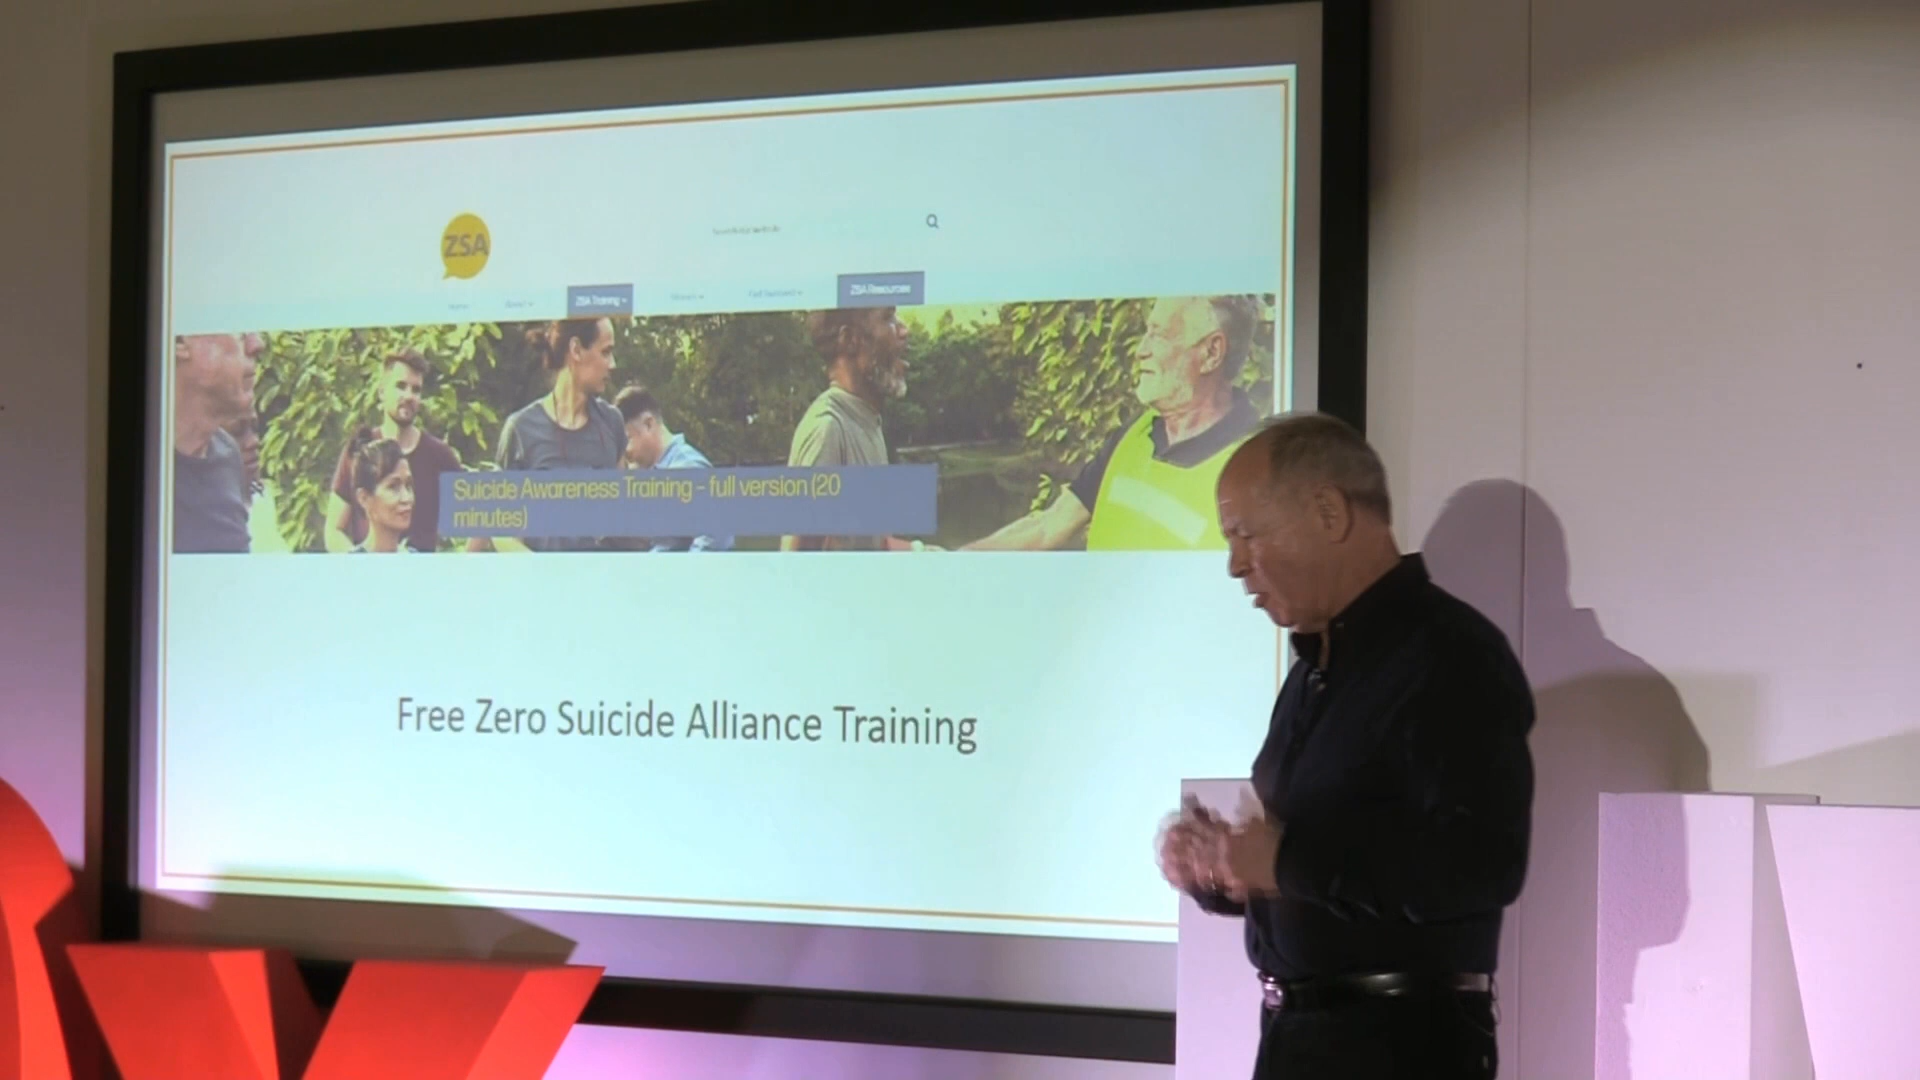 ZSA
ZSA Training
ZSA Resources
Suicide Awareness Training - full version (20
minutes)
Free Zero Suicide Alliance Training